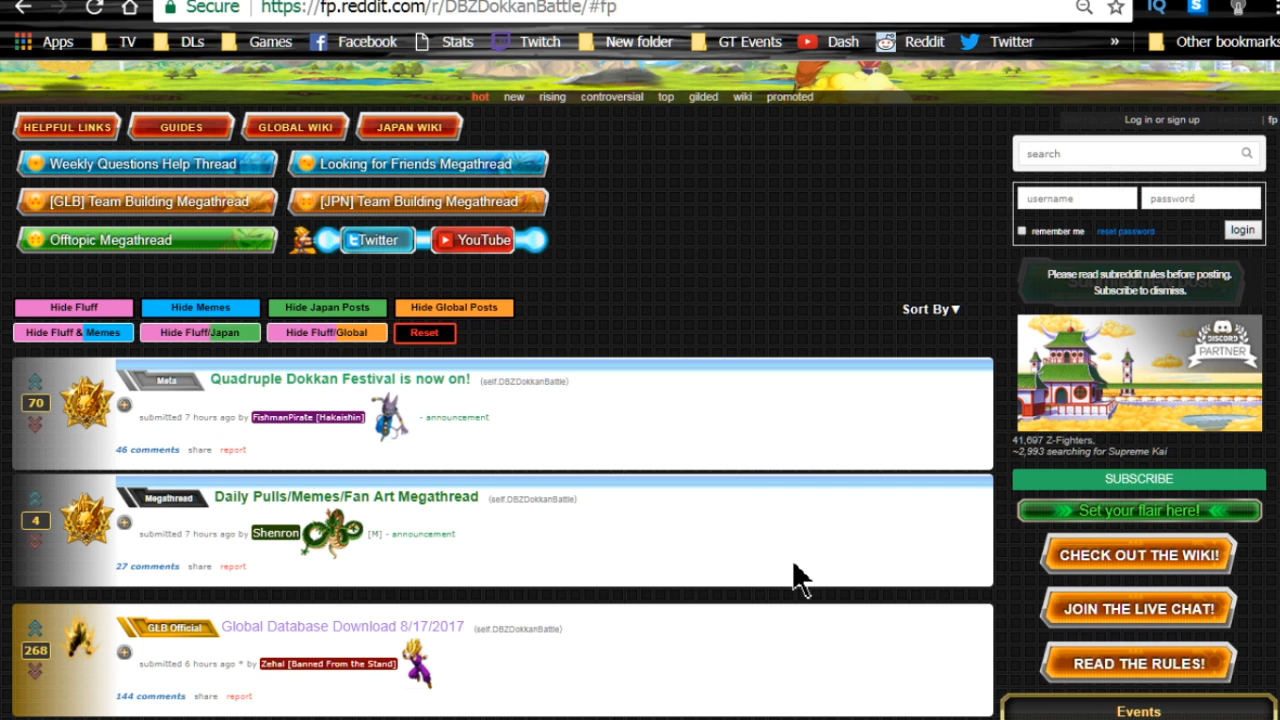 Secure https://fp.reddit.com/r/DBZDokkanBattle/#fp
IQ S
Apps TV DLs Games Facebook Stats Twitch New folder GT Events Dash Reddit Twitter » Other bookmarks
hot new rising controversial top gilded wiki promoted
Log in or sign up | fp
HELPFUL LINKS GUIDES GLOBAL WIKI JAPAN WIKI
search
Weekly Questions Help Thread Looking for Friends Megathread
[GLB] Team Building Megathread [JPN] Team Building Megathread
username password
Offtopic Megathread Twitter YouTube
remember me reset password login
Please read subreddit rules before posting.
Subscribe to dismiss.
Hide Fluff Hide Memes Hide Japan Posts Hide Global Posts
Sort By▼
Hide Fluff & Memes Hide Fluff/Japan Hide Fluff/Global Reset
DISCORD
PARTNER
70
Meta Quadruple Dokkan Festival is now on! (self.DBZDokkanBattle)
submitted 7 hours ago by FishmanPirate [Hakaishin] - announcement
46 comments share report
41,697 Z-Fighters,
~2,993 searching for Supreme Kai
SUBSCRIBE
Set your flair here!
4
Megathread Daily Pulls/Memes/Fan Art Megathread (self.DBZDokkanBattle)
submitted 7 hours ago by Shenron [M] - announcement
27 comments share report
CHECK OUT THE WIKI!
JOIN THE LIVE CHAT!
READ THE RULES!
268
GLB Official Global Database Download 8/17/2017 (self.DBZDokkanBattle)
submitted 6 hours ago * by Zehal [Banned From the Stand]
144 comments share report
Events